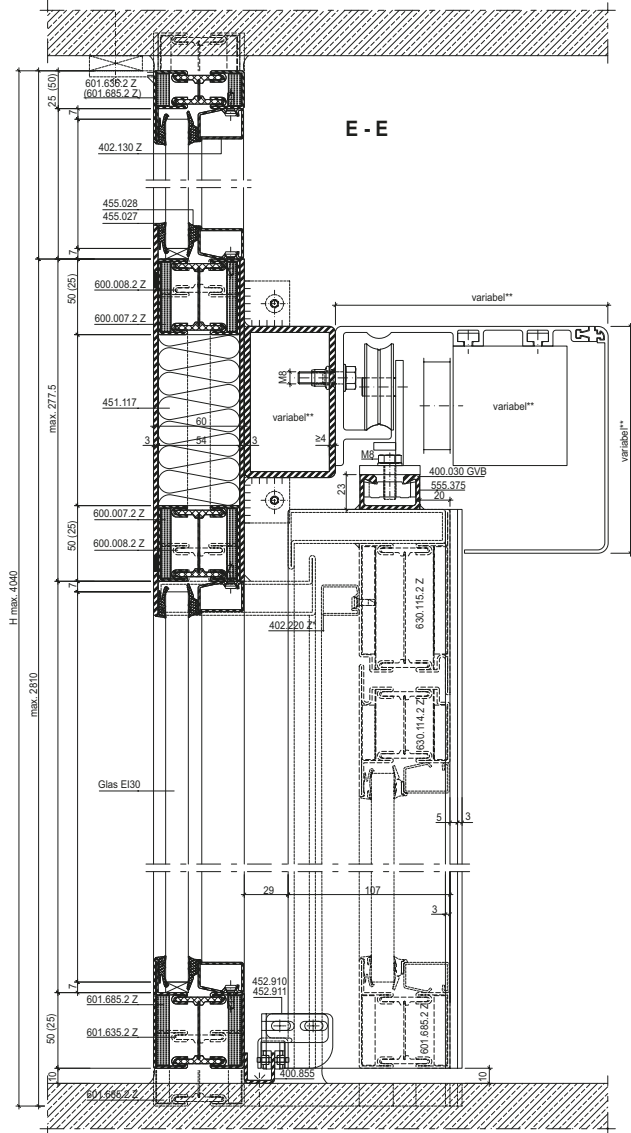 601.635.2 Z
(601.685.2 Z)
25 (50)
7
E - E
402.130 Z
455.028
455.027
7
50 (25)
600.008.2 Z
600.007.2 Z
variabel**
M8
451.117
60
variabel**
variabel**
variabel**
max. 277.5
3
54
3
≥4
M8
400.030 GVB
23
555.375
20
600.007.2 Z
600.008.2 Z
50 (25)
7
402.220 Z*
630.115.2 Z
H max. 4040
max. 2810
630.114.2 Z
Glas EI30
5
3
29
107
3
7
452.910
452.911
601.685.2 Z
601.635.2 Z
50 (25)
601.685.2 Z
400.855
10
10
601.685.2 Z